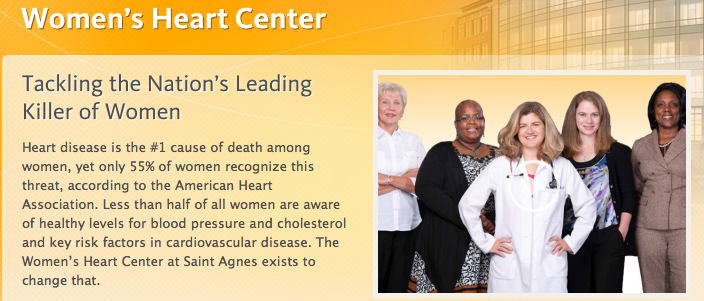 Women's Heart Center
Tackling the Nation's Leading
Killer of Women
Heart disease is the #1 cause of death among
women, yet only 55% of women recognize this
threat, according to the American Heart
Association. Less than half of all women are aware
of healthy levels for blood pressure and cholesterol
and key risk factors in cardiovascular disease. The
Women's Heart Center at Saint Agnes exists to
change that.